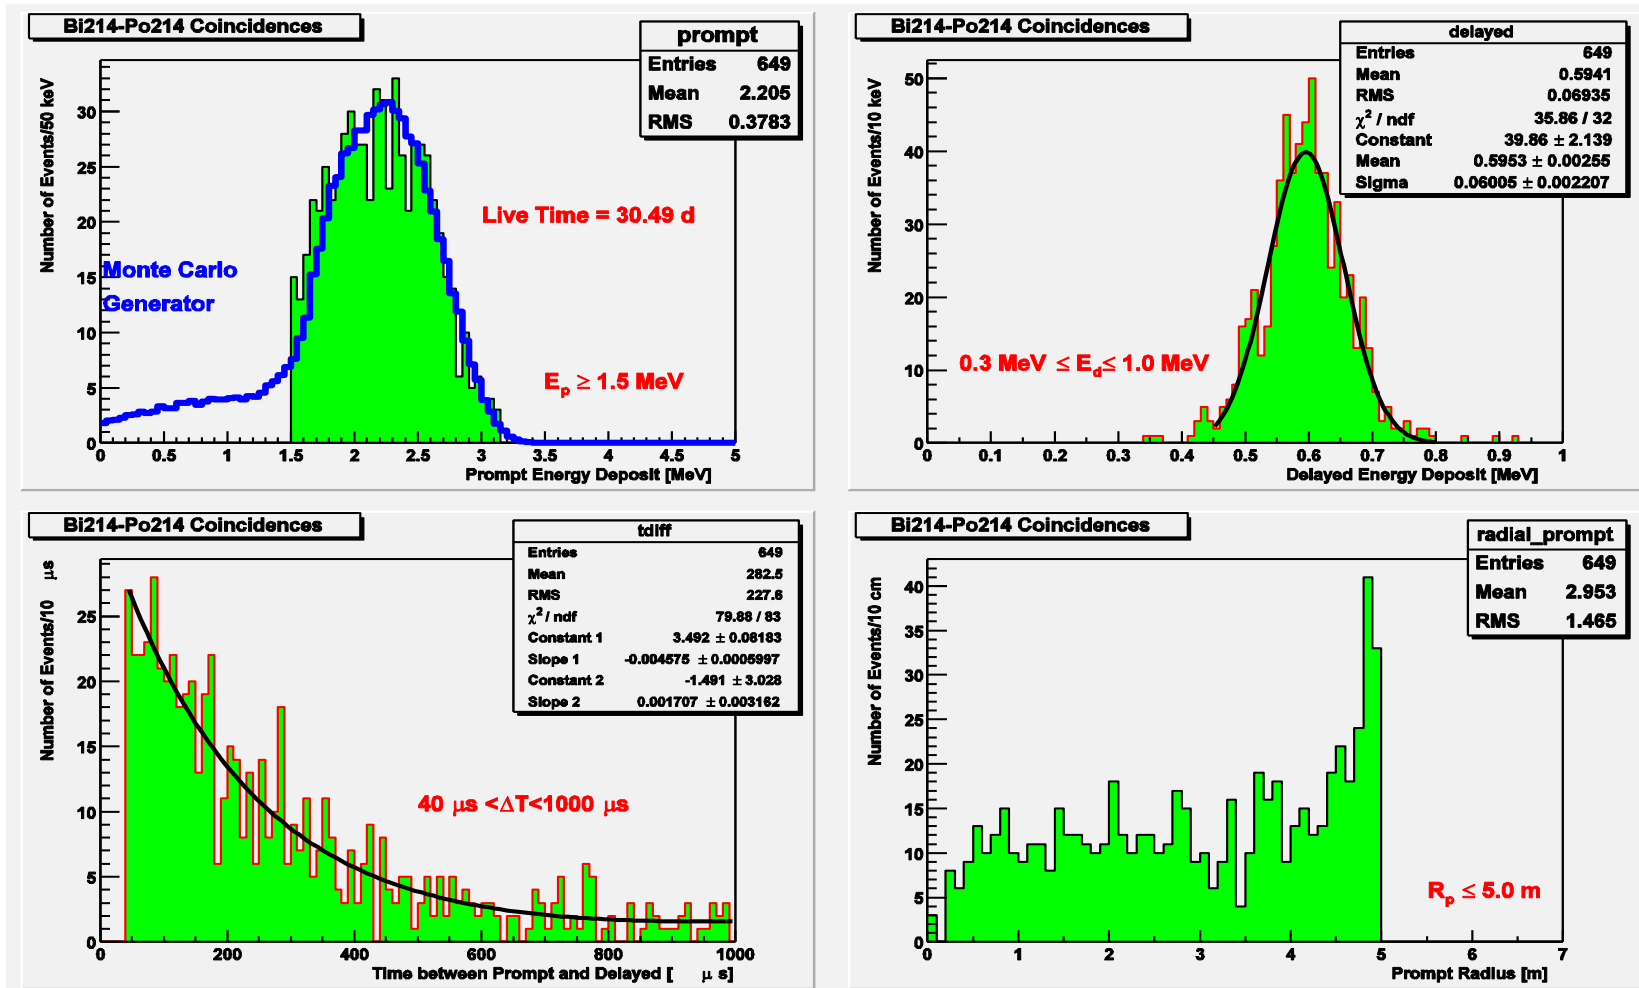 Bi214-Po214 Coincidences
prompt
Entries 649
Mean 2.205
RMS 0.3783
Number of Events/50 keV
30
25
20
15
10
5
0
Live Time = 30.49 d
Monte Carlo
Generator
E_p ≥ 1.5 MeV
0 0.5 1 1.5 2 2.5 3 3.5 4 4.5 5
Prompt Energy Deposit [MeV]
Bi214-Po214 Coincidences
delayed
Entries 649
Mean 0.5941
RMS 0.06935
χ² / ndf 35.86 / 32
Constant 39.86 ± 2.139
Mean 0.5953 ± 0.00255
Sigma 0.06005 ± 0.002207
Number of Events/10 keV
50
40
30
20
10
0
0.3 MeV ≤ E_d ≤ 1.0 MeV
0 0.1 0.2 0.3 0.4 0.5 0.6 0.7 0.8 0.9 1
Delayed Energy Deposit [MeV]
Bi214-Po214 Coincidences
tdiff
Entries 649
Mean 282.5
RMS 227.6
χ² / ndf 79.88 / 83
Constant 1 3.492 ± 0.08183
Slope 1 -0.004575 ± 0.0005997
Constant 2 -1.491 ± 3.028
Slope 2 0.001707 ± 0.003162
Number of Events/10 μs
25
20
15
10
5
0
40 μs <ΔT<1000 μs
0 200 400 600 800 1000
Time between Prompt and Delayed [ μ s]
Bi214-Po214 Coincidences
radial_prompt
Entries 649
Mean 2.953
RMS 1.465
Number of Events/10 cm
40
35
30
25
20
15
10
5
0
R_p ≤ 5.0 m
0 1 2 3 4 5 6 7
Prompt Radius [m]